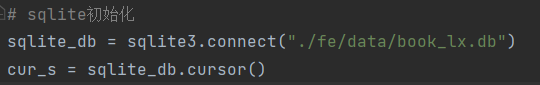 # sqlite初始化
sqlite_db = sqlite3.connect("./fe/data/book_lx.db")
cur_s = sqlite_db.cursor()